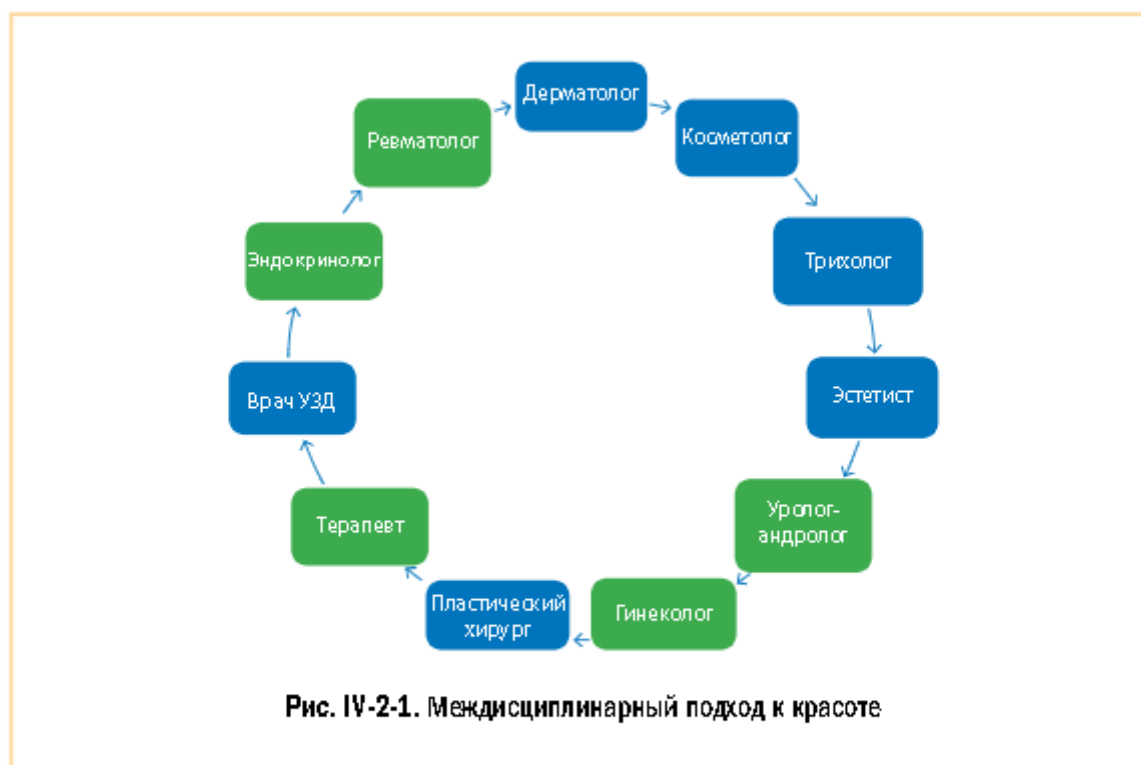 Дерматолог
Косметолог
Трихолог
Эстетист
Уролог-
андролог
Гинеколог
Пластический
хирург
Терапевт
Врач УЗД
Эндокринолог
Ревматолог
Рис. IV-2-1. Междисциплинарный подход к красоте